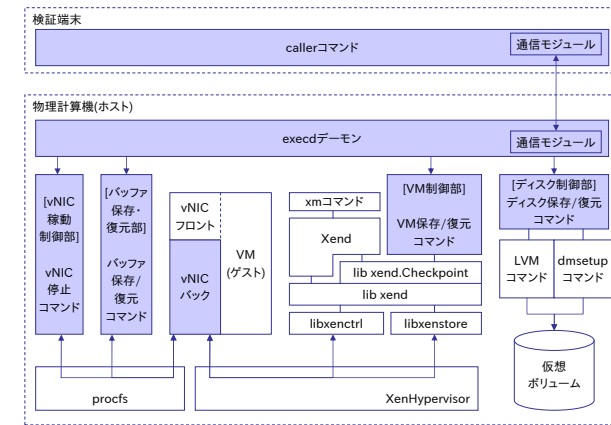 検証端末
callerコマンド
通信モジュール
物理計算機(ホスト)
execdデーモン
通信モジュール
[vNIC
稼動
制御部]
vNIC
停止
コマンド
[バッファ
保存・
復元部]
バッファ
保存/
復元
コマンド
vNIC
フロント
vNIC
バック
VM
(ゲスト)
xmコマンド
Xend
[VM制御部]
VM保存/復元
コマンド
lib xend.Checkpoint
lib xend
libxenctrl
libxenstore
[ディスク制御部]
ディスク保存/復元
コマンド
LVM
コマンド
dmsetup
コマンド
仮想
ボリューム
procfs
XenHypervisor